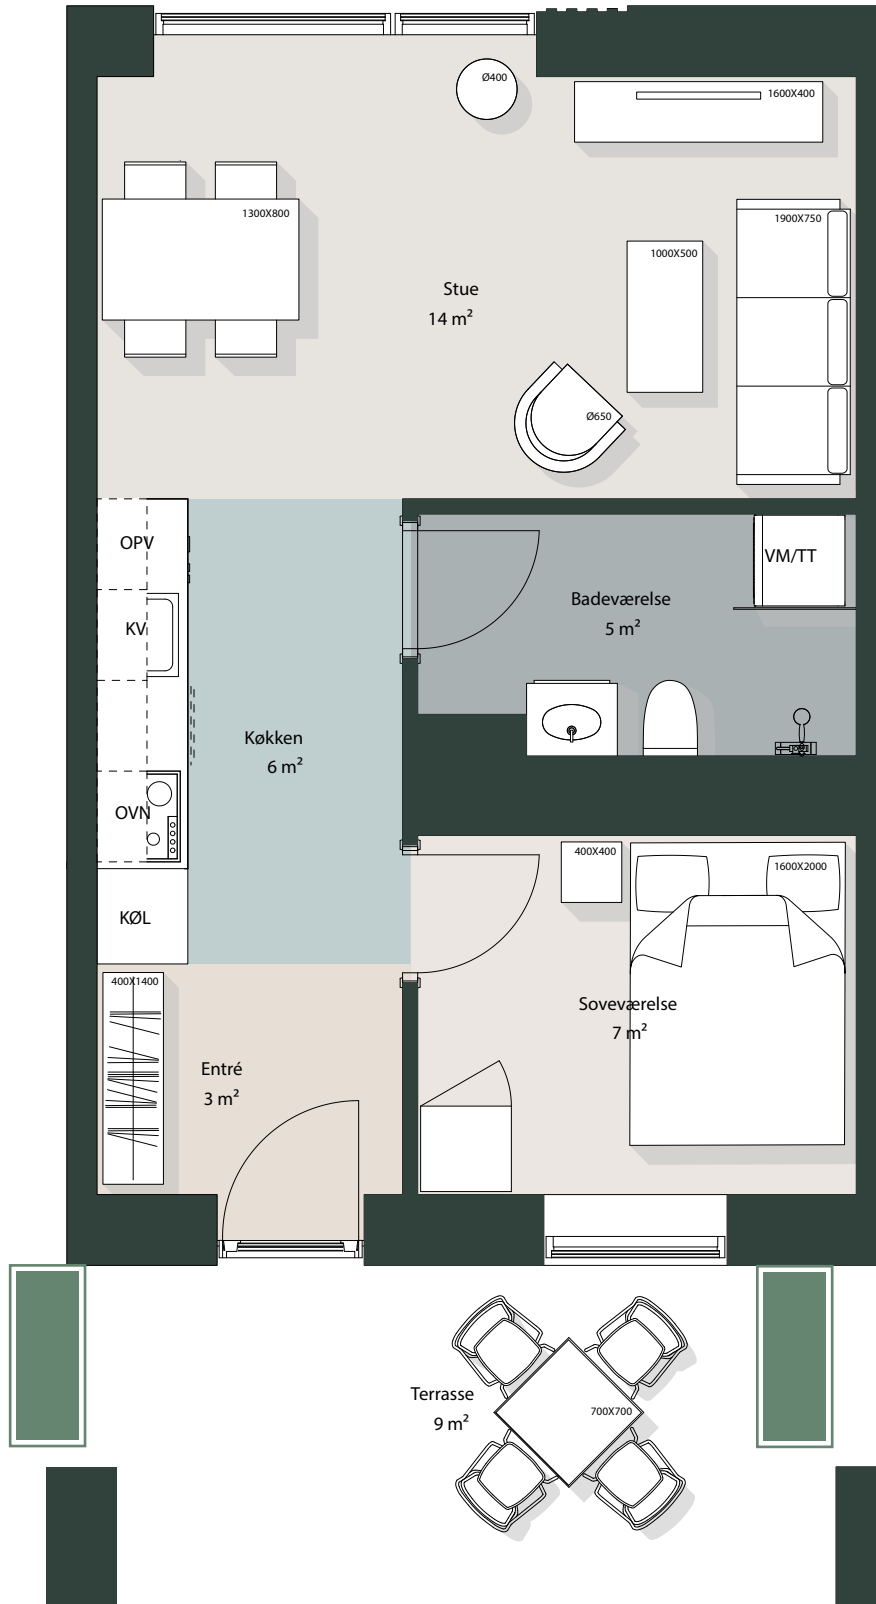 Ø400
1600X400
1300X800
1900X750
1000X500
Stue
14 m²
Ø650
OPV
VM/TT
Badeværelse
5 m²
KV
Køkken
6 m²
OVN
400X400
1600X2000
KØL
400X1400
Soveværelse
7 m²
Entré
3 m²
Terrasse
9 m²
700X700